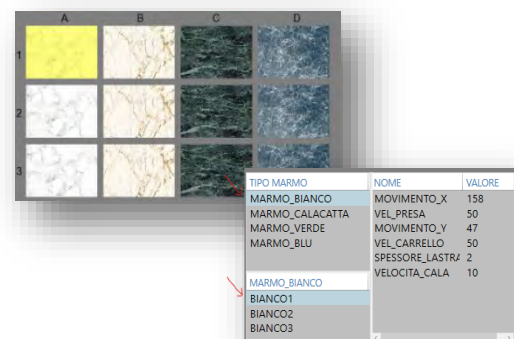 A B C D
1
2
3
TIPO MARMO
MARMO_BIANCO
MARMO_CALACATTA
MARMO_VERDE
MARMO_BLU
MARMO_BIANCO
BIANCO1
BIANCO2
BIANCO3
NOME VALORE
MOVIMENTO_X 158
VEL_PRESA 50
MOVIMENTO_Y 47
VEL_CARRELLO 50
SPESSORE_LASTRA 2
VELOCITA_CALA 10